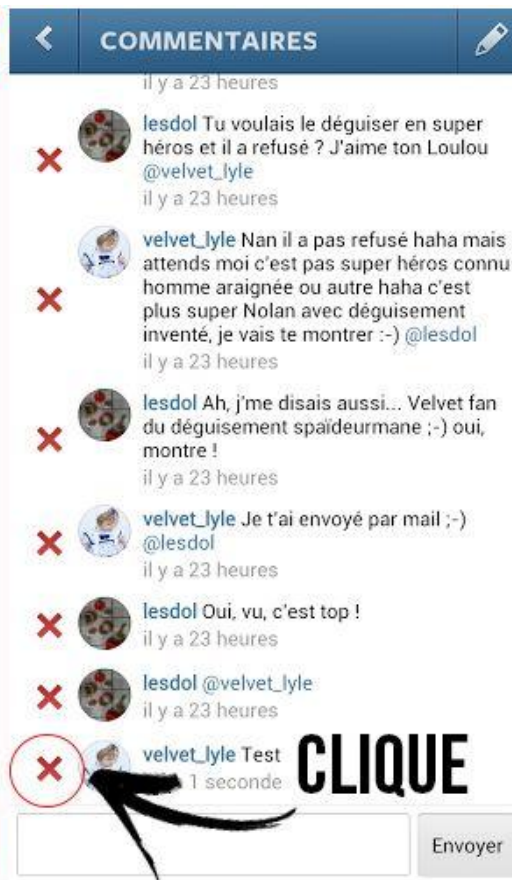 COMMENTAIRES
il y a 23 heures
lesdol Tu voulais le déguiser en super
héros et il a refusé ? J'aime ton Loulou
@velvet_lyle
il y a 23 heures
velvet_lyle Nan il a pas refusé haha mais
attends moi c'est pas super héros connu
homme araignée ou autre haha c'est
plus super Nolan avec déguisement
inventé, je vais te montrer :-) @lesdol
il y a 23 heures
lesdol Ah, j'me disais aussi... Velvet fan
du déguisement spaïdeurmane ;-) oui,
montre !
il y a 23 heures
velvet_lyle Je t'ai envoyé par mail ;-)
@lesdol
il y a 23 heures
lesdol Oui, vu, c'est top !
il y a 23 heures
lesdol @velvet_lyle
il y a 23 heures
velvet_lyle Test
1 seconde
CLIQUE
Envoyer